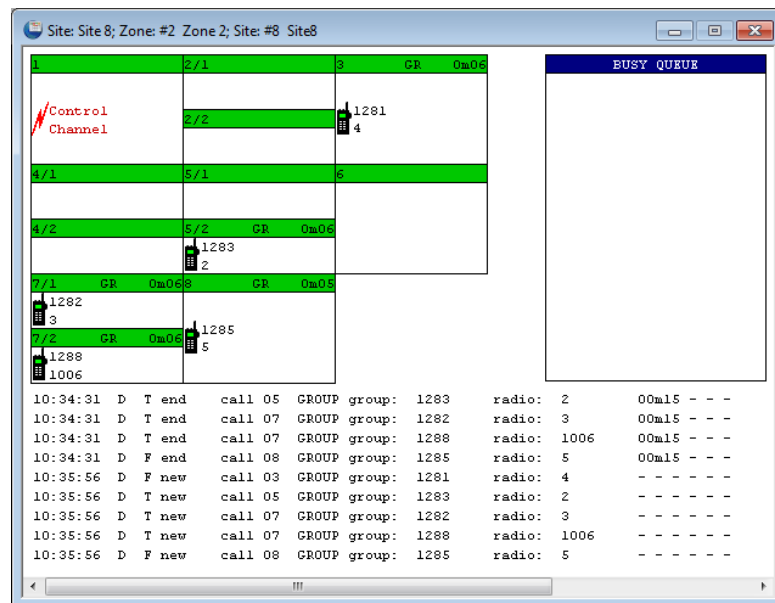 Site: Site 8; Zone: #2 Zone 2; Site: #8 Site8
1 2/1 3 GR 0m06 BUSY QUEUE
Control
Channel
2/2
1281
4
4/1 5/1 6
4/2 5/2 GR 0m06
1283
2
7/1 GR 0m06 8 GR 0m05
1282
3
7/2 GR 0m06
1285
5
1288
1006
10:34:31 D T end call 05 GROUP group: 1283 radio: 2 00m15 - - -
10:34:31 D T end call 07 GROUP group: 1282 radio: 3 00m15 - - -
10:34:31 D T end call 07 GROUP group: 1288 radio: 1006 00m15 - - -
10:34:31 D F end call 08 GROUP group: 1285 radio: 5 00m15 - - -
10:35:56 D F new call 03 GROUP group: 1281 radio: 4 - - - - - -
10:35:56 D T new call 05 GROUP group: 1283 radio: 2 - - - - - -
10:35:56 D T new call 07 GROUP group: 1282 radio: 3 - - - - - -
10:35:56 D T new call 07 GROUP group: 1288 radio: 1006 - - - - - -
10:35:56 D F new call 08 GROUP group: 1285 radio: 5 - - - - - -